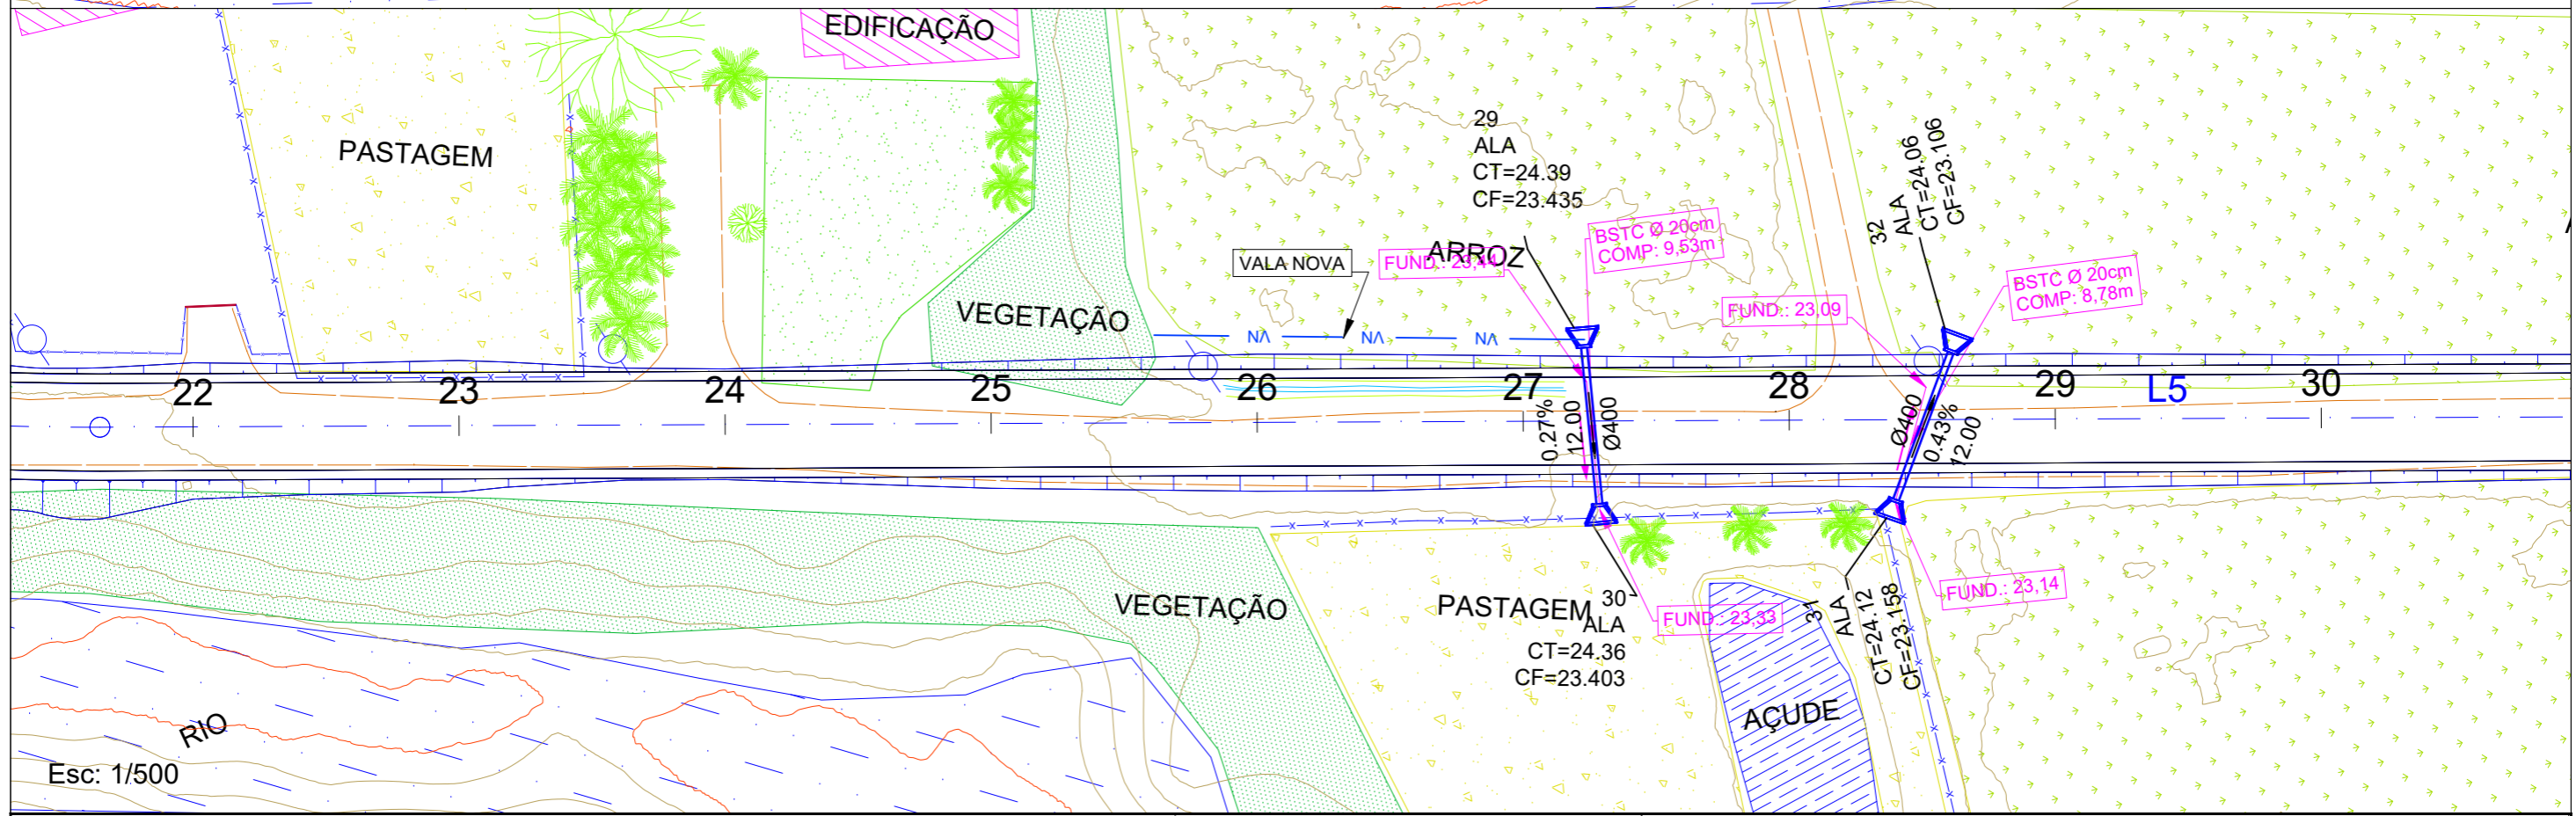 EDIFICAÇÃO
PASTAGEM
29
ALA
CT=24.39
CF=23.435
32
ALA
CT=24.06
CF=23.106
BSTC Ø 20cm
COMP: 9,53m
ARROZ
VALA NOVA
FUND.: 23,44
BSTC Ø 20cm
COMP: 8,78m
FUND.: 23,09
VEGETAÇÃO
NA
NA
NA
22
23
24
25
26
27
28
29
L5
30
0.27%
12.00
Ø400
Ø400
0.43%
12.00
VEGETAÇÃO
PASTAGEM
30
ALA
CT=24.36
CF=23.403
FUND.: 23,33
31
ALA
CT=24.12
CF=23.158
FUND.: 23,14
AÇUDE
RIO
Esc: 1/500